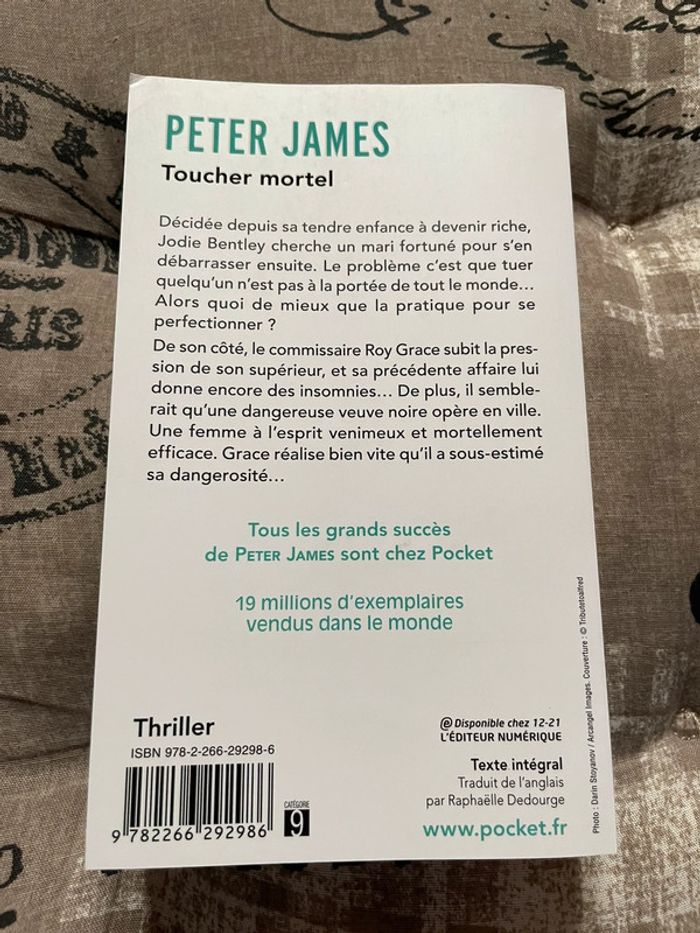 PETER JAMES
Toucher mortel
Décidée depuis sa tendre enfance à devenir riche,
Jodie Bentley cherche un mari fortuné pour s'en
débarrasser ensuite. Le problème c'est que tuer
quelqu'un n'est pas à la portée de tout le monde...
Alors quoi de mieux que la pratique pour se
perfectionner ?
De son côté, le commissaire Roy Grace subit la pres-
sion de son supérieur, et sa précédente affaire lui
donne encore des insomnies... De plus, il semble-
rait qu'une dangereuse veuve noire opère en ville.
Une femme à l'esprit venimeux et mortellement
efficace. Grace réalise bien vite qu'il a sous-estimé
sa dangerosité...
Tous les grands succès
de PETER JAMES sont chez Pocket
19 millions d'exemplaires
vendus dans le monde
Thriller
ISBN 978-2-266-29298-6
9 782266 292986
CATÉGORIE
9
@ Disponible chez 12-21
L'ÉDITEUR NUMÉRIQUE
Texte intégral
Traduit de l'anglais
par Raphaëlle Dedourge
www.pocket.fr
Photo : Darin Stoyanov / Arcangel Images. Couverture : © Tributetoalfred